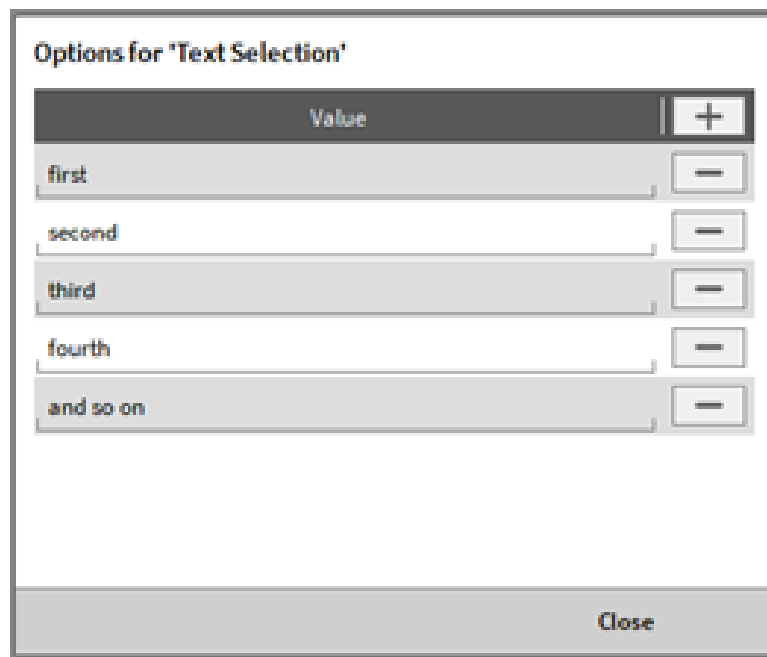 Options for 'Text Selection'
Value
first
second
third
fourth
and so on
Close